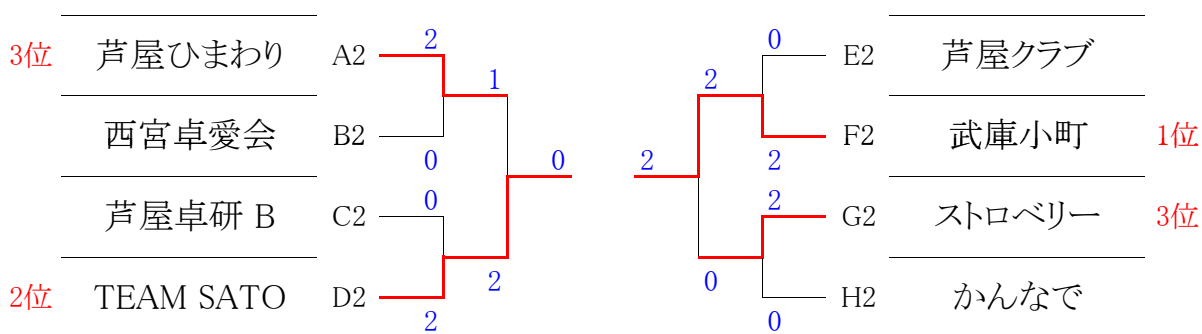 2 0
3位 芦屋ひまわり A2 E2 芦屋クラブ
1 2
西宮卓愛会 B2 F2 武庫小町 1位
0 0 2 2
0 2
芦屋卓研 B C2 G2 ストロベリー 3位
2 0
2位 TEAM SATO D2 H2 かんなで
2 0